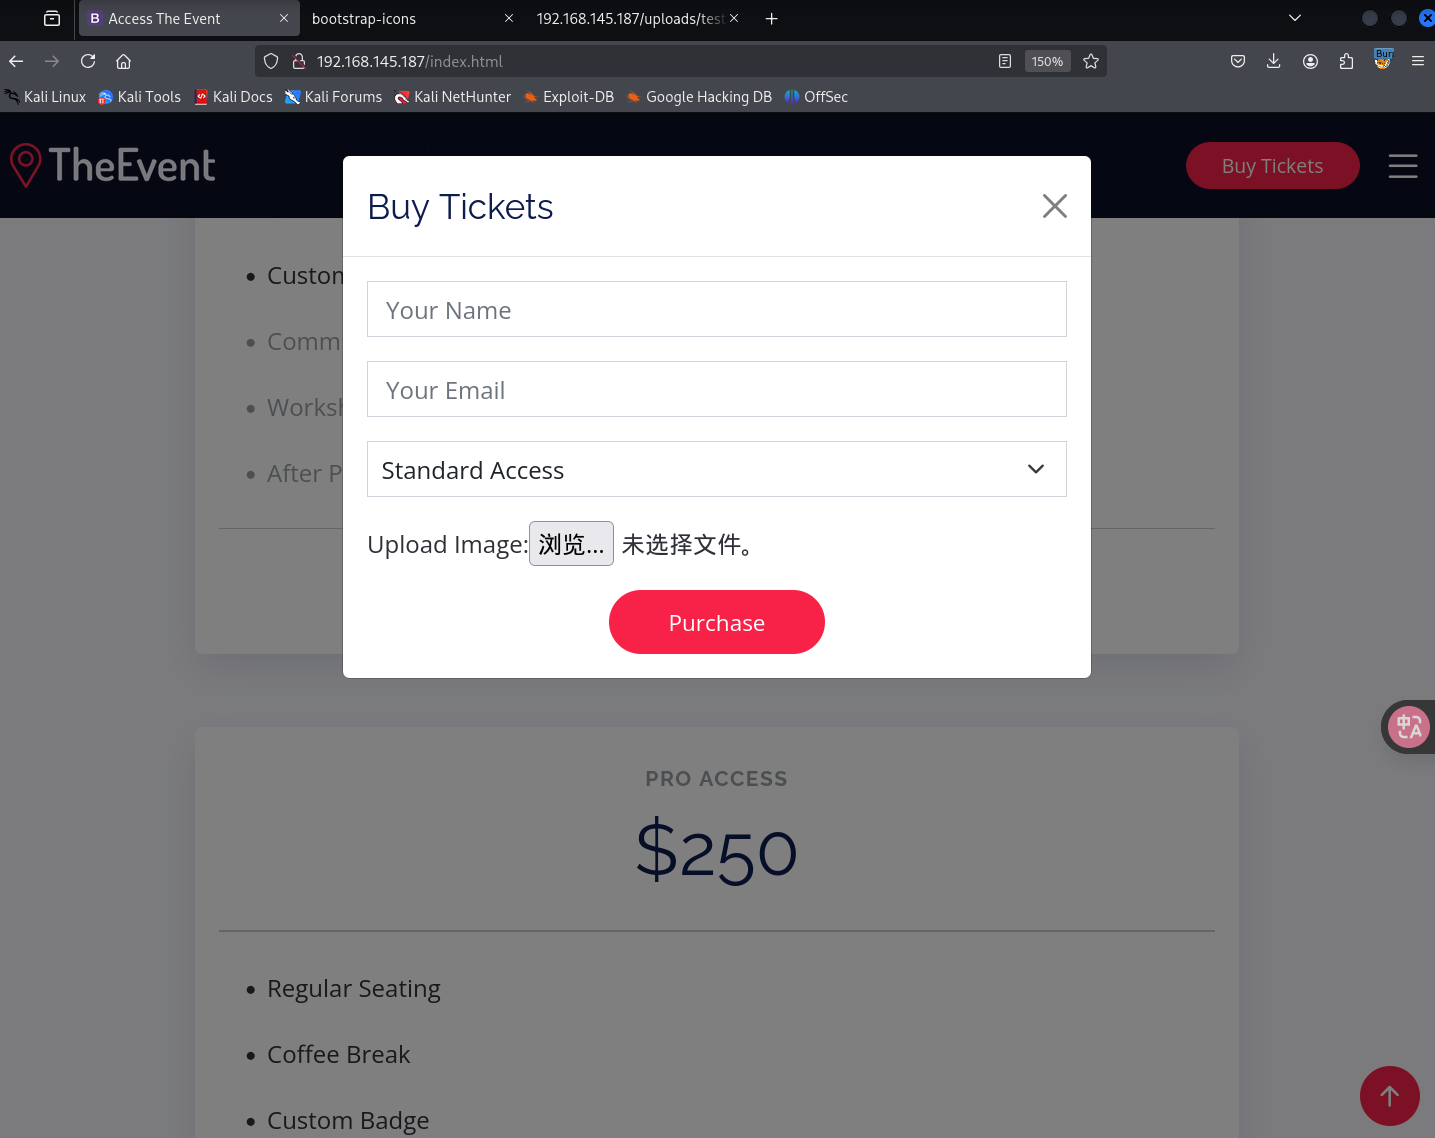 Access The Event
bootstrap-icons
192.168.145.187/uploads/test
192.168.145.187/index.html
150%
Kali Linux
Kali Tools
Kali Docs
Kali Forums
Kali NetHunter
Exploit-DB
Google Hacking DB
OffSec
TheEvent
Buy Tickets
Buy Tickets
Custom
Comm
Worksh
After P
Your Name
Your Email
Standard Access
Upload Image: 浏览... 未选择文件。
Purchase
PRO ACCESS
$250
Regular Seating
Coffee Break
Custom Badge